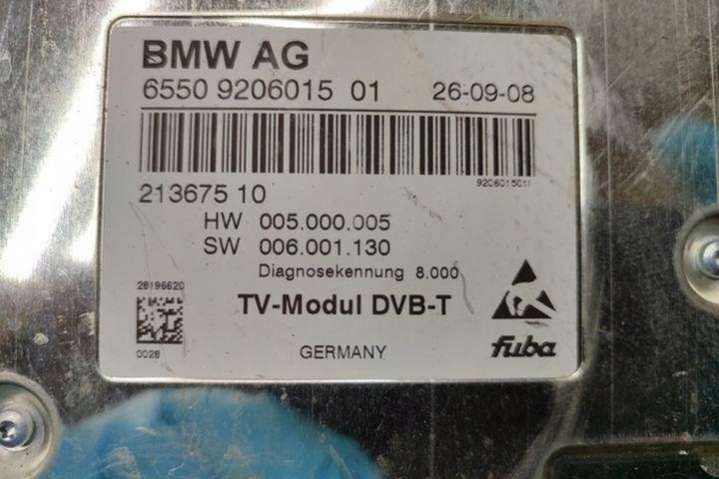 BMW AG
6550 9206015 01 26-09-08
920601501
213675 10
HW 005.000.005
SW 006.001.130
Diagnosekennung 8.000
28196620
TV-Modul DVB-T
0028
GERMANY
fuba